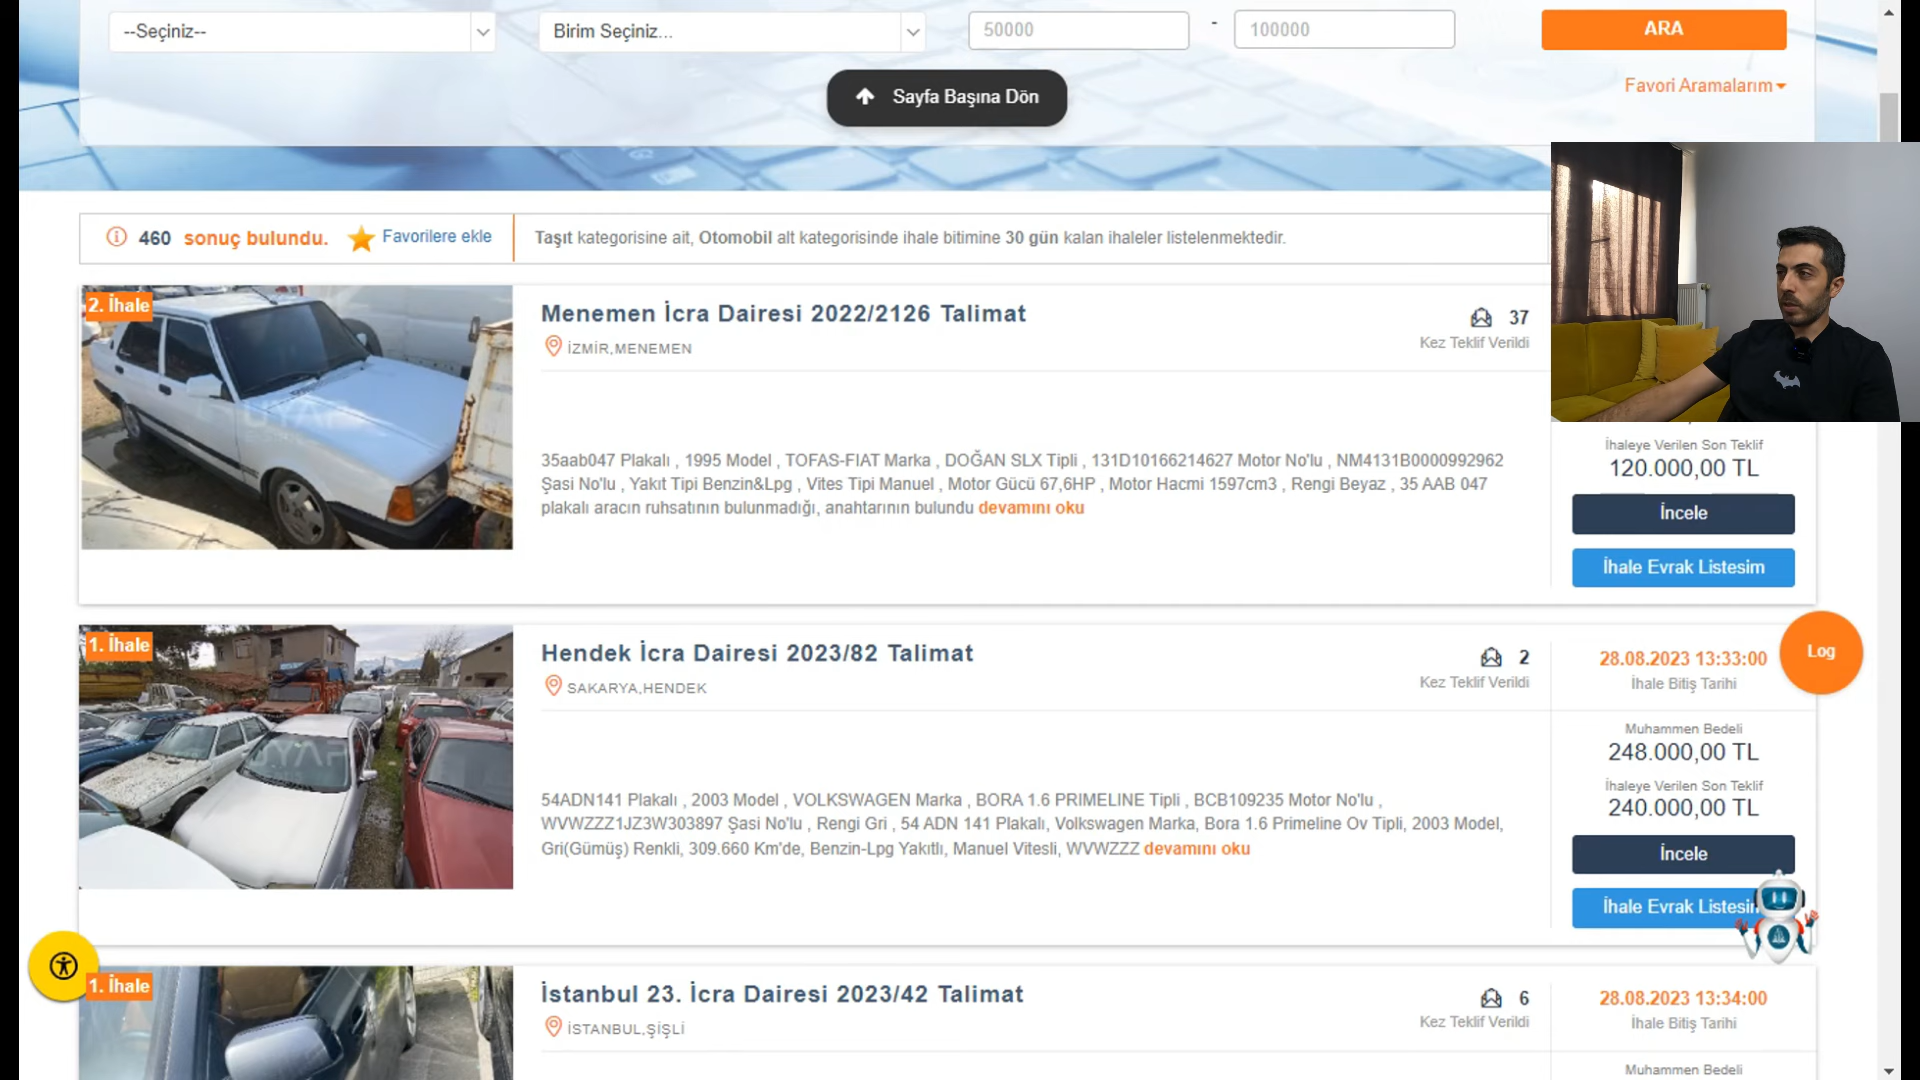 --Seçiniz--
Birim Seçiniz...
50000
-
100000
ARA
Sayfa Başına Dön
Favori Aramalarım
460 sonuç bulundu.
Favorilere ekle
Taşıt kategorisine ait, Otomobil alt kategorisinde ihale bitimine 30 gün kalan ihaleler listelenmektedir.
2. İhale
UYAP
Menemen İcra Dairesi 2022/2126 Talimat
İZMİR,MENEMEN
37
Kez Teklif Verildi
35aab047 Plakalı , 1995 Model , TOFAS-FIAT Marka , DOĞAN SLX Tipli , 131D10166214627 Motor No'lu , NM4131B0000992962
Şasi No'lu , Yakıt Tipi Benzin&Lpg , Vites Tipi Manuel , Motor Gücü 67,6HP , Motor Hacmi 1597cm3 , Rengi Beyaz , 35 AAB 047
plakalı aracın ruhsatının bulunmadığı, anahtarının bulundu devamını oku
İhaleye Verilen Son Teklif
120.000,00 TL
İncele
İhale Evrak Listesim
1. İhale
UYAP
Hendek İcra Dairesi 2023/82 Talimat
SAKARYA,HENDEK
2
Kez Teklif Verildi
54ADN141 Plakalı , 2003 Model , VOLKSWAGEN Marka , BORA 1.6 PRIMELINE Tipli , BCB109235 Motor No'lu ,
WVWZZZ1JZ3W303897 Şasi No'lu , Rengi Gri , 54 ADN 141 Plakalı, Volkswagen Marka, Bora 1.6 Primeline Ov Tipli, 2003 Model,
Gri(Gümüş) Renkli, 309.660 Km'de, Benzin-Lpg Yakıtlı, Manuel Vitesli, WVWZZZ devamını oku
28.08.2023 13:33:00
İhale Bitiş Tarihi
Log
Muhammen Bedeli
248.000,00 TL
İhaleye Verilen Son Teklif
240.000,00 TL
İncele
İhale Evrak Listesim
1. İhale
İstanbul 23. İcra Dairesi 2023/42 Talimat
İSTANBUL,ŞİŞLİ
6
Kez Teklif Verildi
28.08.2023 13:34:00
İhale Bitiş Tarihi
Muhammen Bedeli